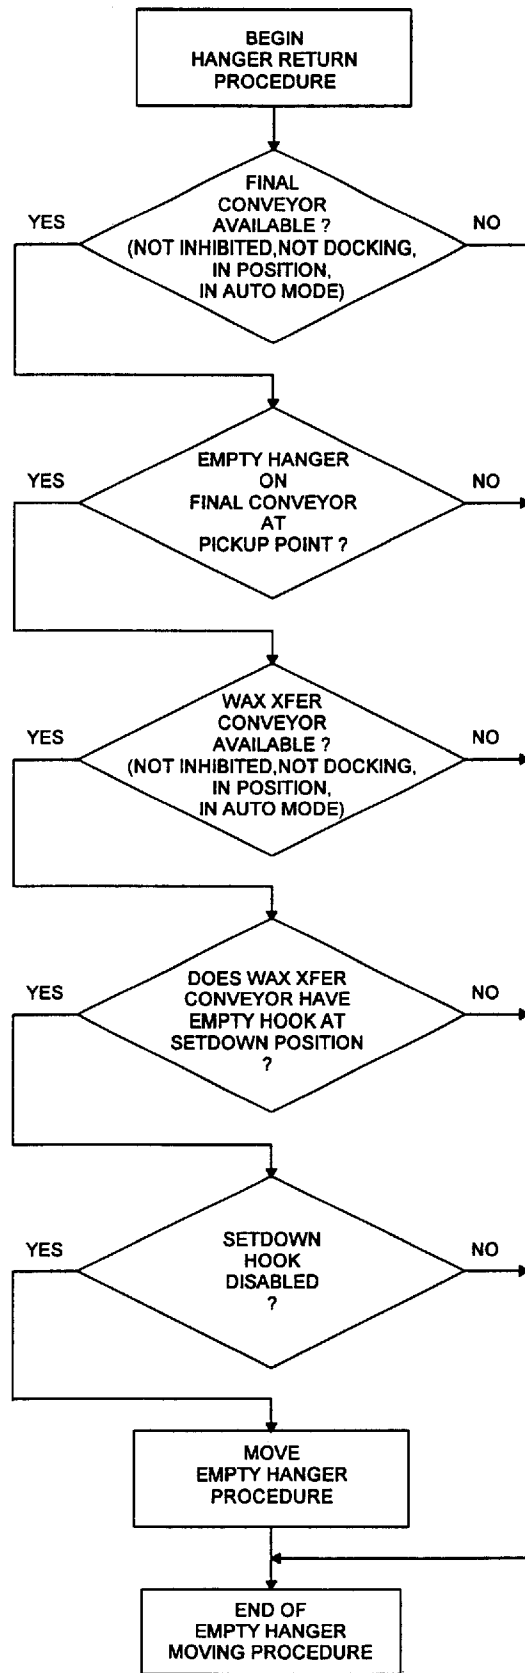 BEGIN
HANGER RETURN
PROCEDURE
FINAL
CONVEYOR
AVAILABLE ?
(NOT INHIBITED,NOT DOCKING,
IN POSITION,
IN AUTO MODE)
YES
NO
EMPTY HANGER
ON
FINAL CONVEYOR
AT
PICKUP POINT ?
YES
NO
WAX XFER
CONVEYOR
AVAILABLE ?
(NOT INHIBITED,NOT DOCKING,
IN POSITION,
IN AUTO MODE)
YES
NO
DOES WAX XFER
CONVEYOR HAVE
EMPTY HOOK AT
SETDOWN POSITION
?
YES
NO
SETDOWN
HOOK
DISABLED
?
YES
NO
MOVE
EMPTY HANGER
PROCEDURE
END OF
EMPTY HANGER
MOVING PROCEDURE